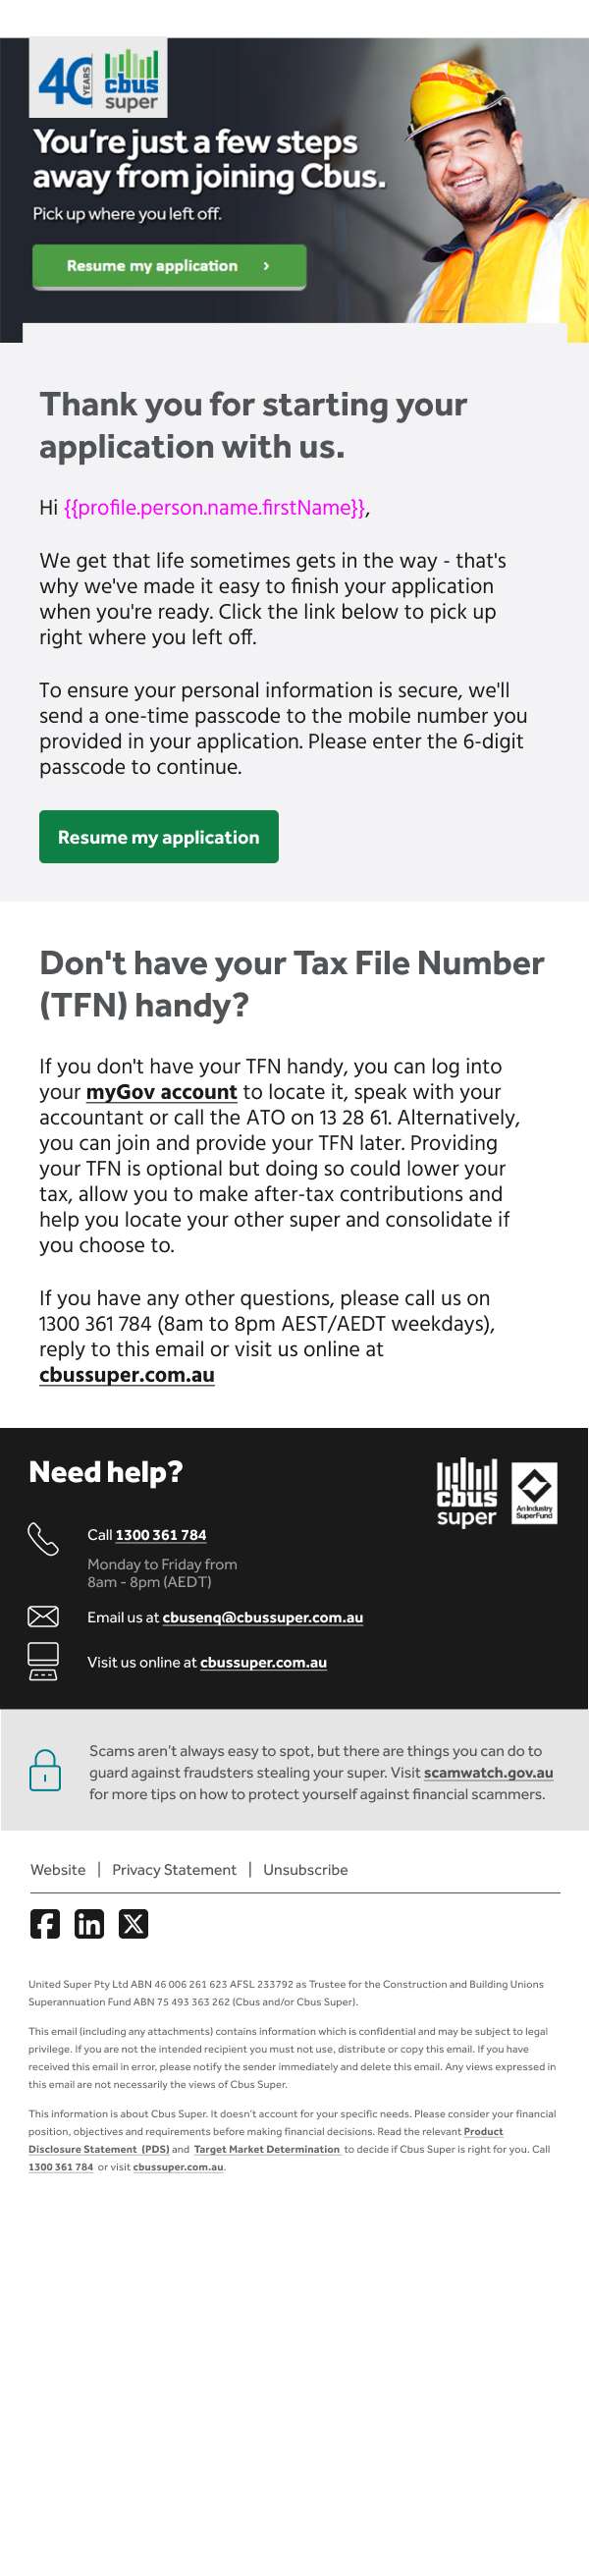 40 YEARS
cbus
super
You're just a few steps
away from joining Cbus.
Pick up where you left off.
Resume my application ›
Thank you for starting your
application with us.
Hi {{profile.person.name.firstName}},
We get that life sometimes gets in the way - that's
why we've made it easy to finish your application
when you're ready. Click the link below to pick up
right where you left off.
To ensure your personal information is secure, we'll
send a one-time passcode to the mobile number you
provided in your application. Please enter the 6-digit
passcode to continue.
Resume my application
Don't have your Tax File Number
(TFN) handy?
If you don't have your TFN handy, you can log into
your myGov account to locate it, speak with your
accountant or call the ATO on 13 28 61. Alternatively,
you can join and provide your TFN later. Providing
your TFN is optional but doing so could lower your
tax, allow you to make after-tax contributions and
help you locate your other super and consolidate if
you choose to.
If you have any other questions, please call us on
1300 361 784 (8am to 8pm AEST/AEDT weekdays),
reply to this email or visit us online at
cbussuper.com.au
Need help?
cbus
super
An Industry
SuperFund
Call 1300 361 784
Monday to Friday from
8am - 8pm (AEDT)
Email us at cbusenq@cbussuper.com.au
Visit us online at cbussuper.com.au
Scams aren't always easy to spot, but there are things you can do to
guard against fraudsters stealing your super. Visit scamwatch.gov.au
for more tips on how to protect yourself against financial scammers.
Website | Privacy Statement | Unsubscribe
United Super Pty Ltd ABN 46 006 261 623 AFSL 233792 as Trustee for the Construction and Building Unions
Superannuation Fund ABN 75 493 363 262 (Cbus and/or Cbus Super).
This email (including any attachments) contains information which is confidential and may be subject to legal
privilege. If you are not the intended recipient you must not use, distribute or copy this email. If you have
received this email in error, please notify the sender immediately and delete this email. Any views expressed in
this email are not necessarily the views of Cbus Super.
This information is about Cbus Super. It doesn't account for your specific needs. Please consider your financial
position, objectives and requirements before making financial decisions. Read the relevant Product
Disclosure Statement (PDS) and Target Market Determination to decide if Cbus Super is right for you. Call
1300 361 784 or visit cbussuper.com.au.